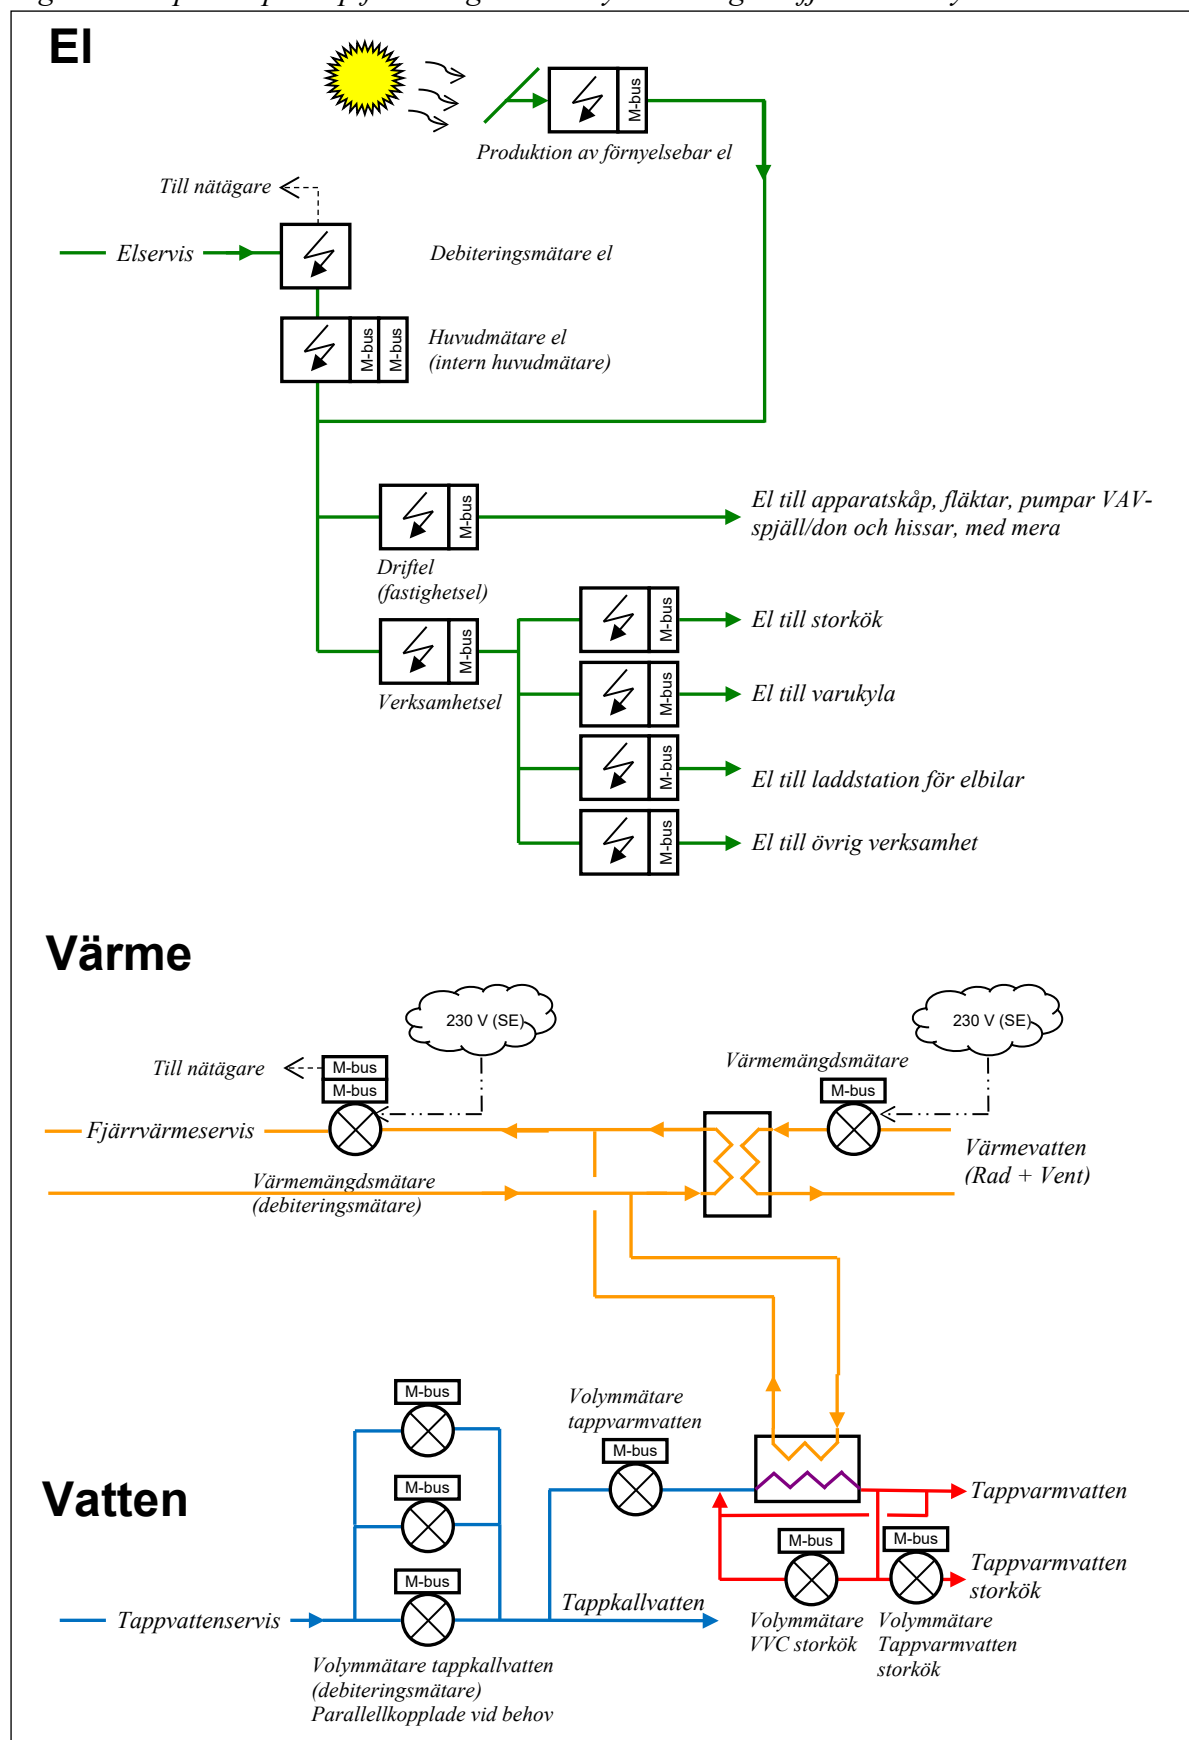 El
M-bus
Produktion av förnyelsebar el
Till nätägare
Elservis
Debiteringsmätare el
M-bus
M-bus
Huvudmätare el
(intern huvudmätare)
M-bus
El till apparatskåp, fläktar, pumpar VAV-
spjäll/don och hissar, med mera
Driftel
(fastighetsel)
M-bus
El till storkök
M-bus
Verksamhetsel
M-bus
El till varukyla
M-bus
El till laddstation för elbilar
M-bus
El till övrig verksamhet
Värme
230 V (SE)
230 V (SE)
Till nätägare
M-bus
M-bus
Värmemängdsmätare
M-bus
Fjärrvärmeservis
Värmevatten
(Rad + Vent)
Värmemängdsmätare
(debiteringsmätare)
M-bus
Volymmätare
tappvarmvatten
M-bus
Vatten
M-bus
Tappvarmvatten
M-bus
M-bus
Tappvarmvatten
storkök
M-bus
Tappvattenservis
Tappkallvatten
Volymmätare
VVC storkök
Volymmätare
Tappvarmvatten
storkök
Volymmätare tappkallvatten
(debiteringsmätare)
Parallellkopplade vid behov